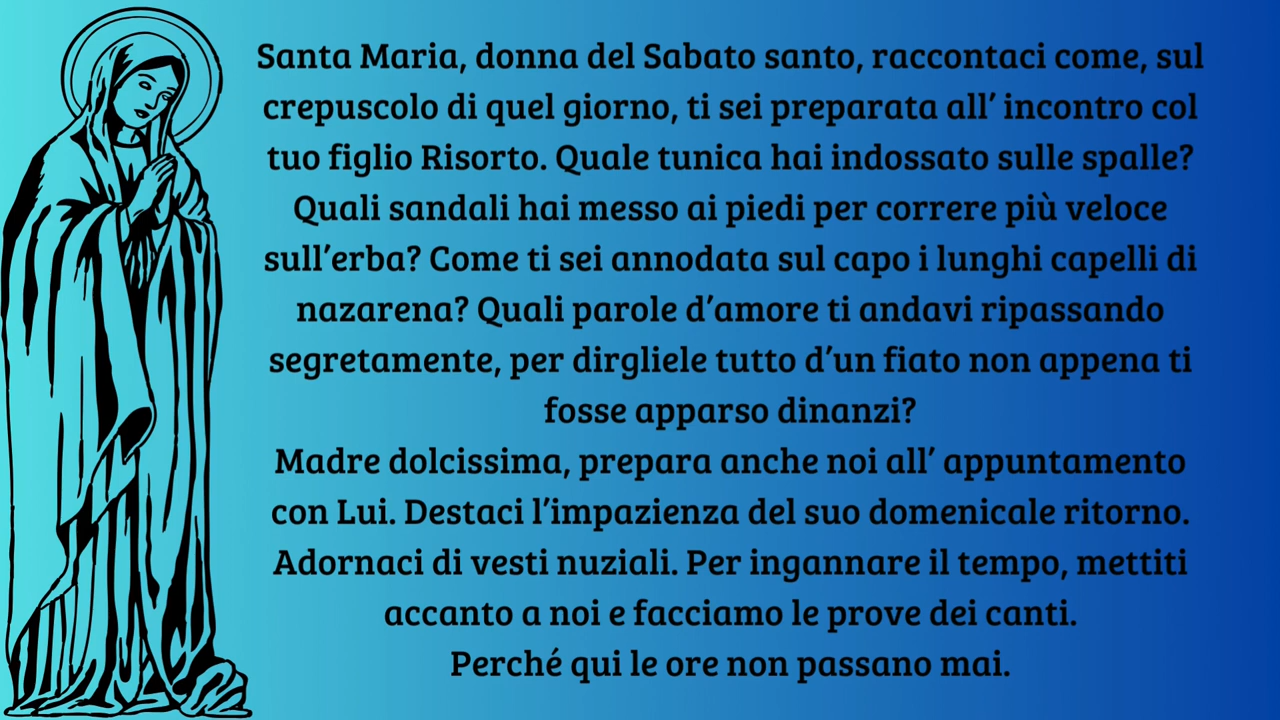 Santa Maria, donna del Sabato santo, raccontaci come, sul
crepuscolo di quel giorno, ti sei preparata all’ incontro col
tuo figlio Risorto. Quale tunica hai indossato sulle spalle?
Quali sandali hai messo ai piedi per correre più veloce
sull’erba? Come ti sei annodata sul capo i lunghi capelli di
nazarena? Quali parole d’amore ti andavi ripassando
segretamente, per dirgliele tutto d’un fiato non appena ti
fosse apparso dinanzi?
Madre dolcissima, prepara anche noi all’ appuntamento
con Lui. Destaci l’impazienza del suo domenicale ritorno.
Adornaci di vesti nuziali. Per ingannare il tempo, mettiti
accanto a noi e facciamo le prove dei canti.
Perché qui le ore non passano mai.